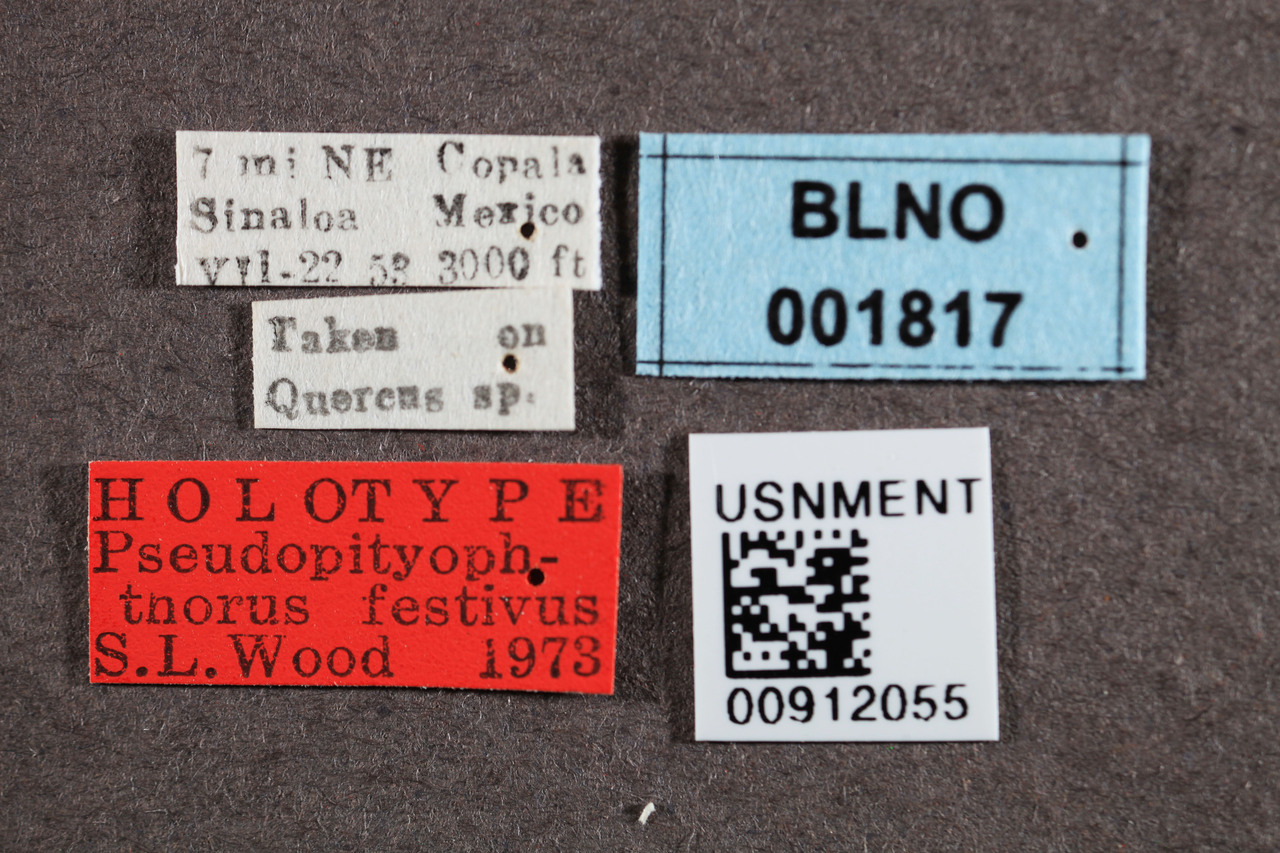 7 mi NE Copala
Sinaloa Mexico
VII-22 53 3000 ft
Taken on
Quercus sp.
BLNO
001817
HOLOTYPE
Pseudopityoph-
thorus festivus
S.L.Wood 1973
USNMENT
00912055